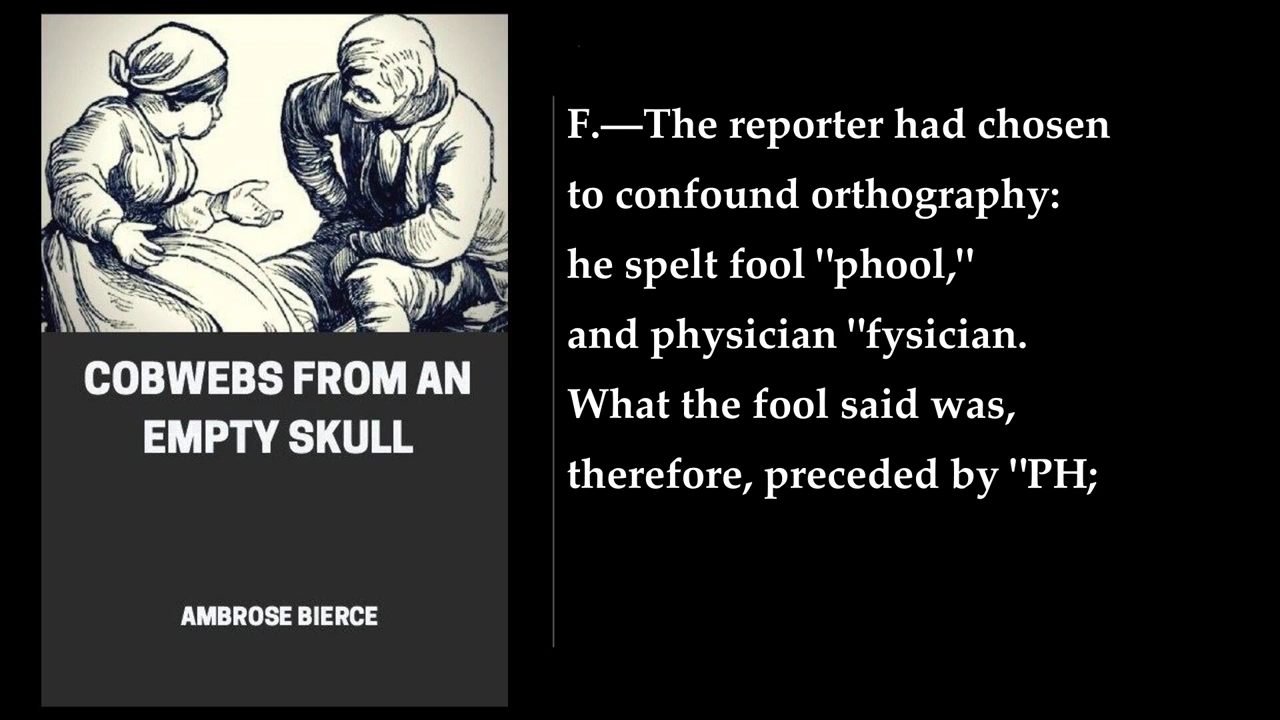 COBWEBS FROM AN
EMPTY SKULL
AMBROSE BIERCE
F.—The reporter had chosen
to confound orthography:
he spelt fool "phool,"
and physician "fysician.
What the fool said was,
therefore, preceded by "PH;